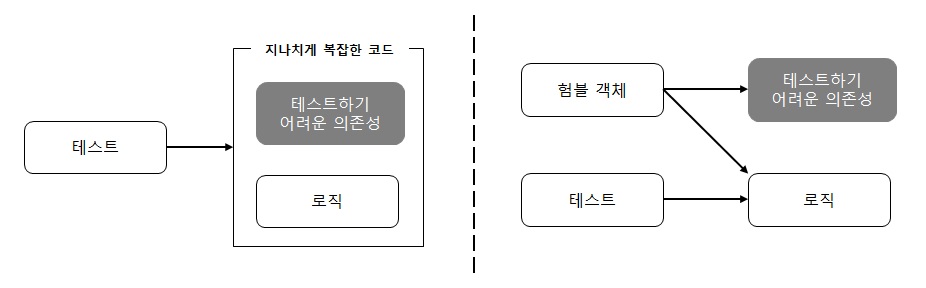 지나치게 복잡한 코드
테스트하기
어려운 의존성
테스트
로직
험블 객체
테스트하기
어려운 의존성
테스트
로직